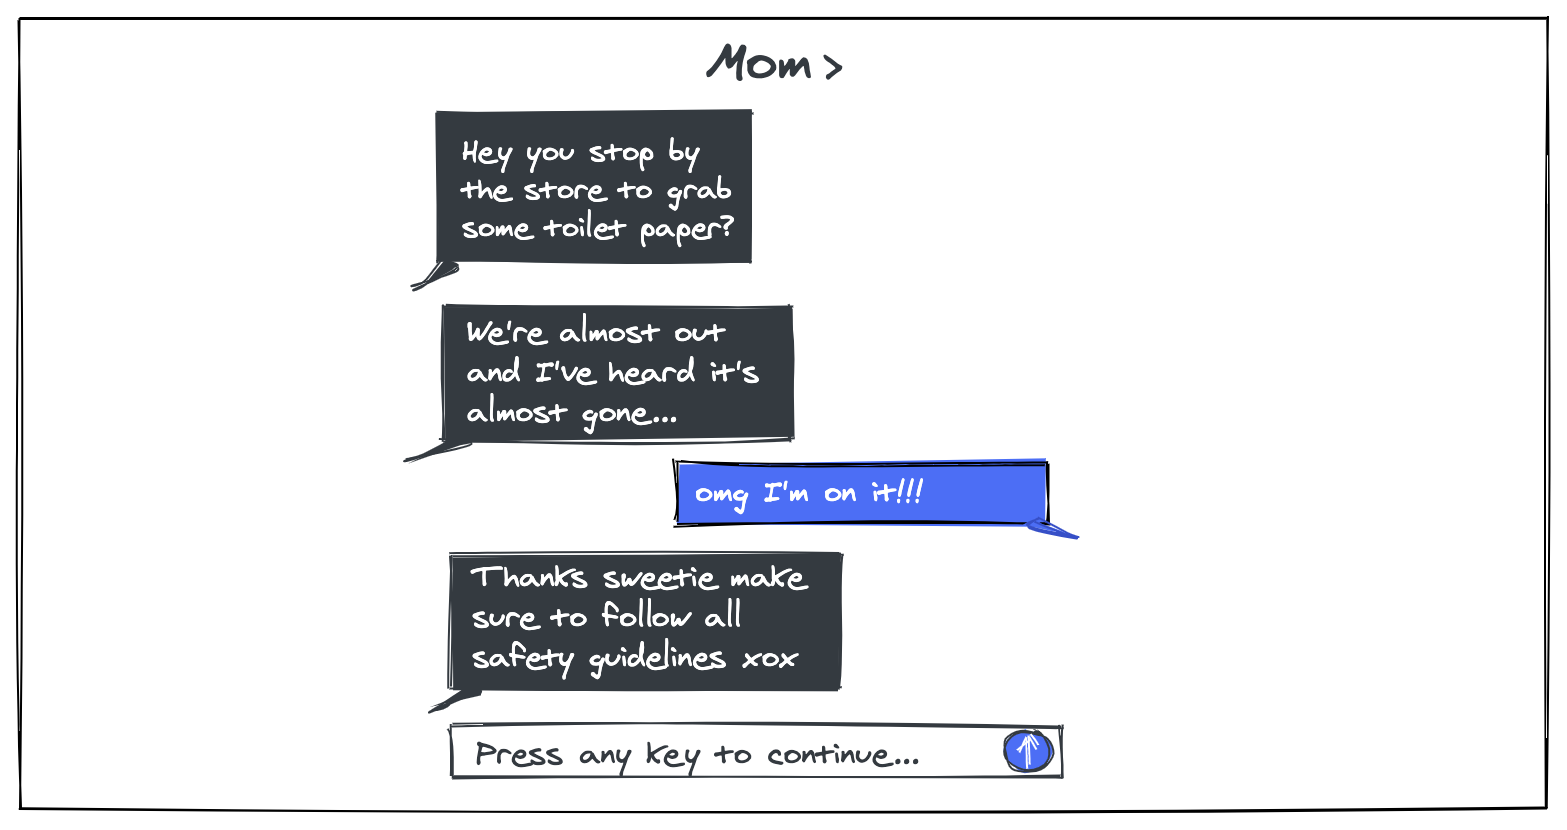 Mom >
Hey you stop by
the store to grab
some toilet paper?
We're almost out
and I've heard it's
almost gone...
omg I'm on it!!!
Thanks sweetie make
sure to follow all
safety guidelines xox
Press any key to continue...